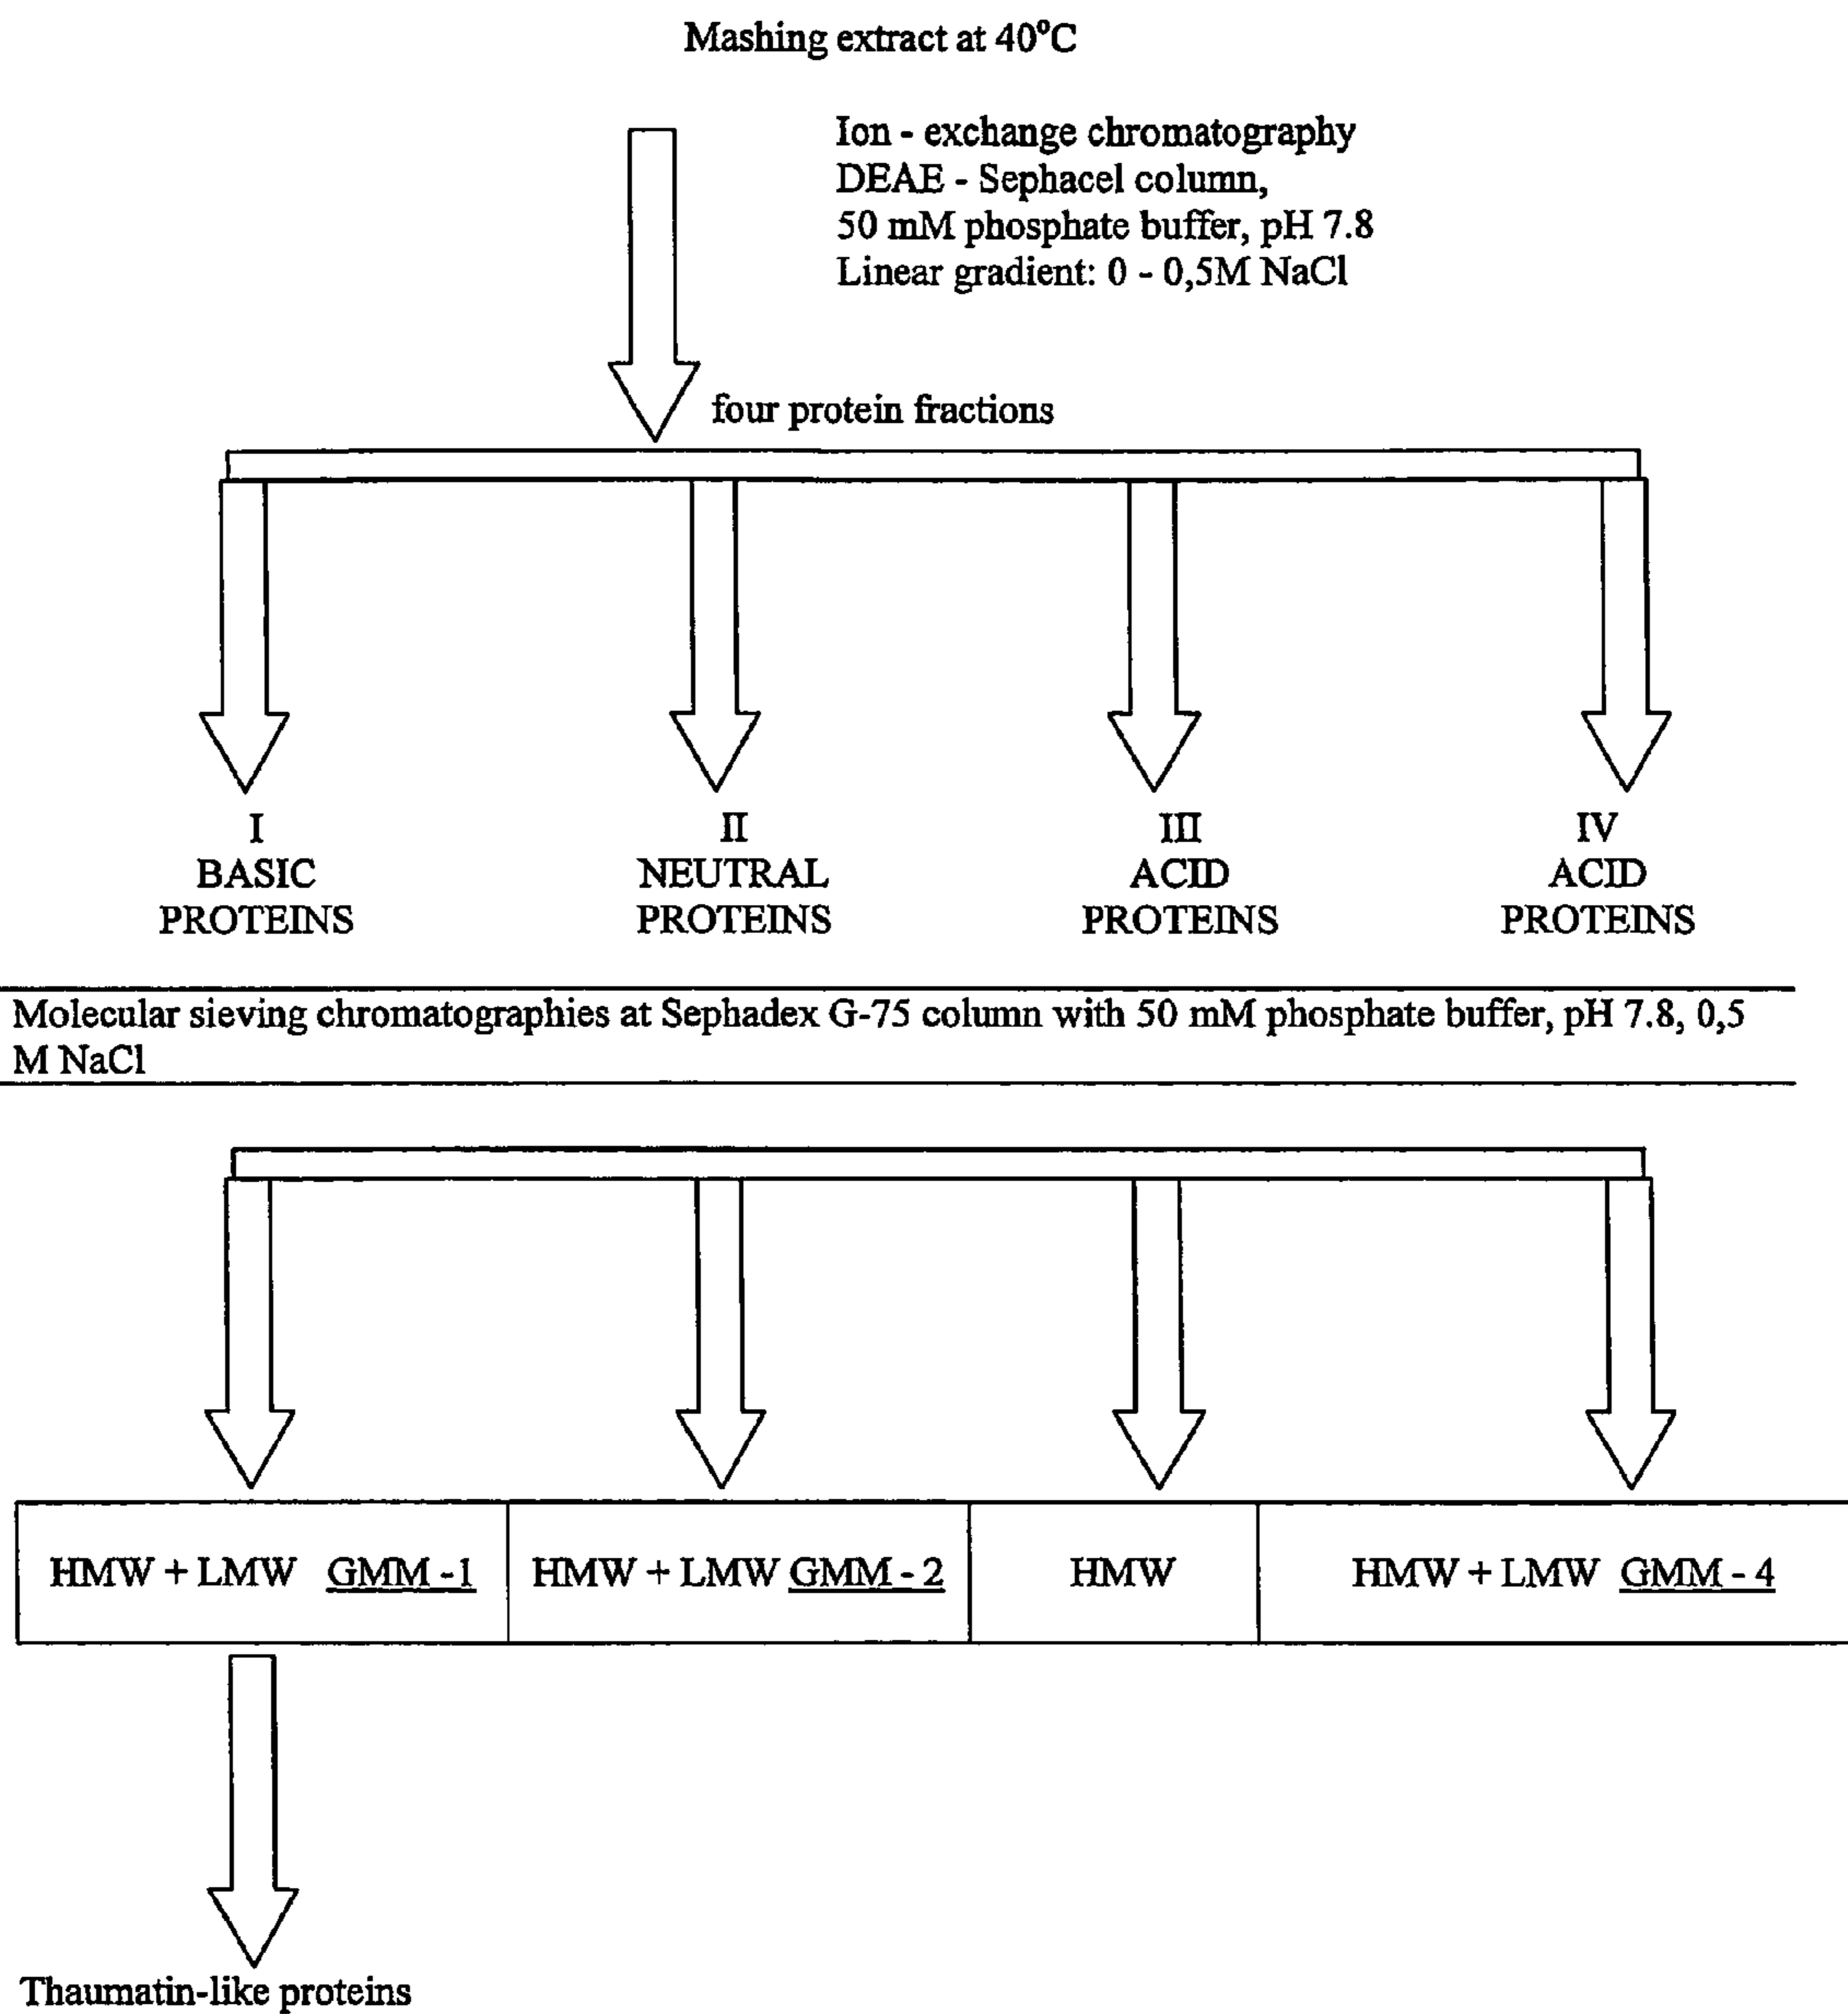 Mashing extract at 40°C
Ion - exchange chromatography
DEAE - Sephacel column,
50 mM phosphate buffer, pH 7.8
Linear gradient: 0 - 0,5M NaCl
four protein fractions
I
BASIC
PROTEINS
II
NEUTRAL
PROTEINS
III
ACID
PROTEINS
IV
ACID
PROTEINS
Molecular sieving chromatographies at Sephadex G-75 column with 50 mM phosphate buffer, pH 7.8, 0,5
M NaCl
HMW + LMW GMM -1
HMW + LMW GMM - 2
HMW
HMW + LMW GMM - 4
Thaumatin-like proteins